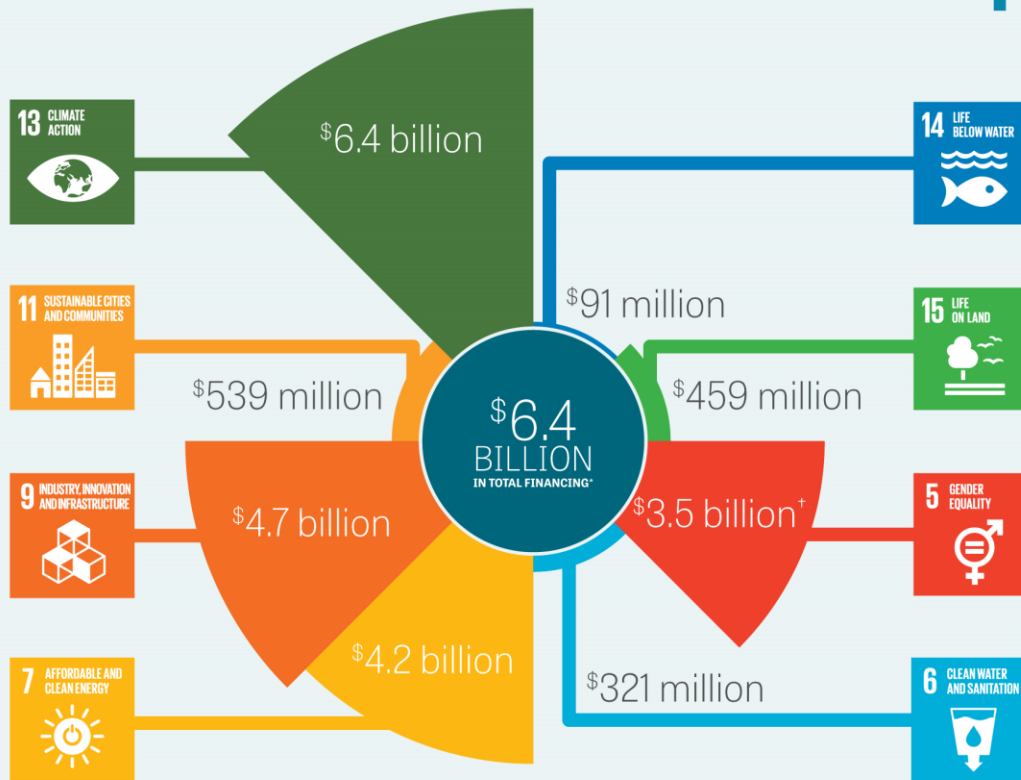 13 CLIMATE
ACTION
$6.4 billion
14 LIFE
BELOW WATER
$91 million
11 SUSTAINABLE CITIES
AND COMMUNITIES
15 LIFE
ON LAND
$539 million
$459 million
$6.4
BILLION
IN TOTAL FINANCING*
9 INDUSTRY, INNOVATION
AND INFRASTRUCTURE
$4.7 billion
$3.5 billion†
5 GENDER
EQUALITY
7 AFFORDABLE AND
CLEAN ENERGY
$4.2 billion
$321 million
6 CLEAN WATER
AND SANITATION